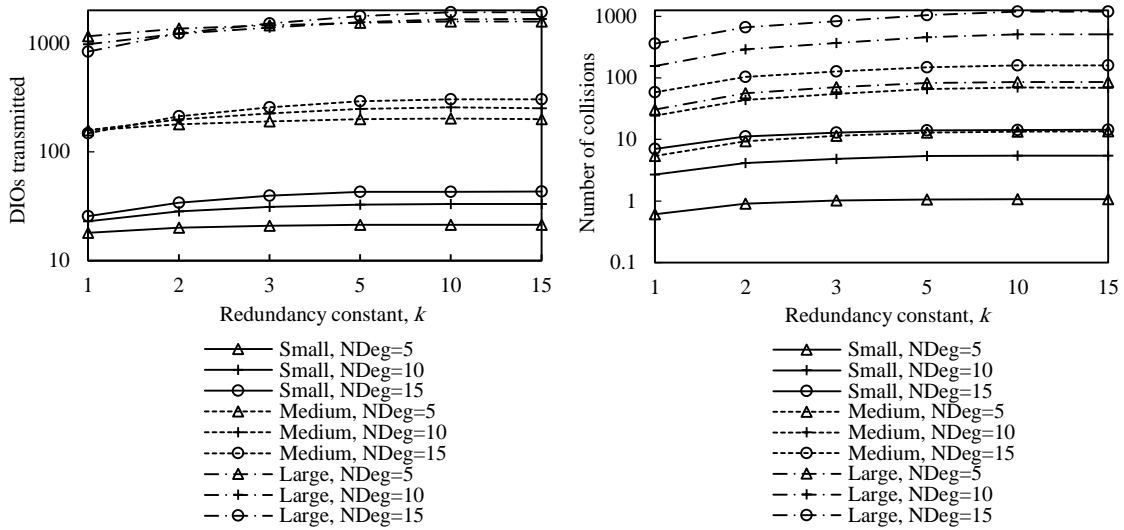 DIOs transmitted
1000
100
10
1 2 3 5 10 15
Redundancy constant, k
Small, NDeg=5
Small, NDeg=10
Small, NDeg=15
Medium, NDeg=5
Medium, NDeg=10
Medium, NDeg=15
Large, NDeg=5
Large, NDeg=10
Large, NDeg=15
Number of collisions
1000
100
10
1
0.1
1 2 3 5 10 15
Redundancy constant, k
Small, NDeg=5
Small, NDeg=10
Small, NDeg=15
Medium, NDeg=5
Medium, NDeg=10
Medium, NDeg=15
Large, NDeg=5
Large, NDeg=10
Large, NDeg=15